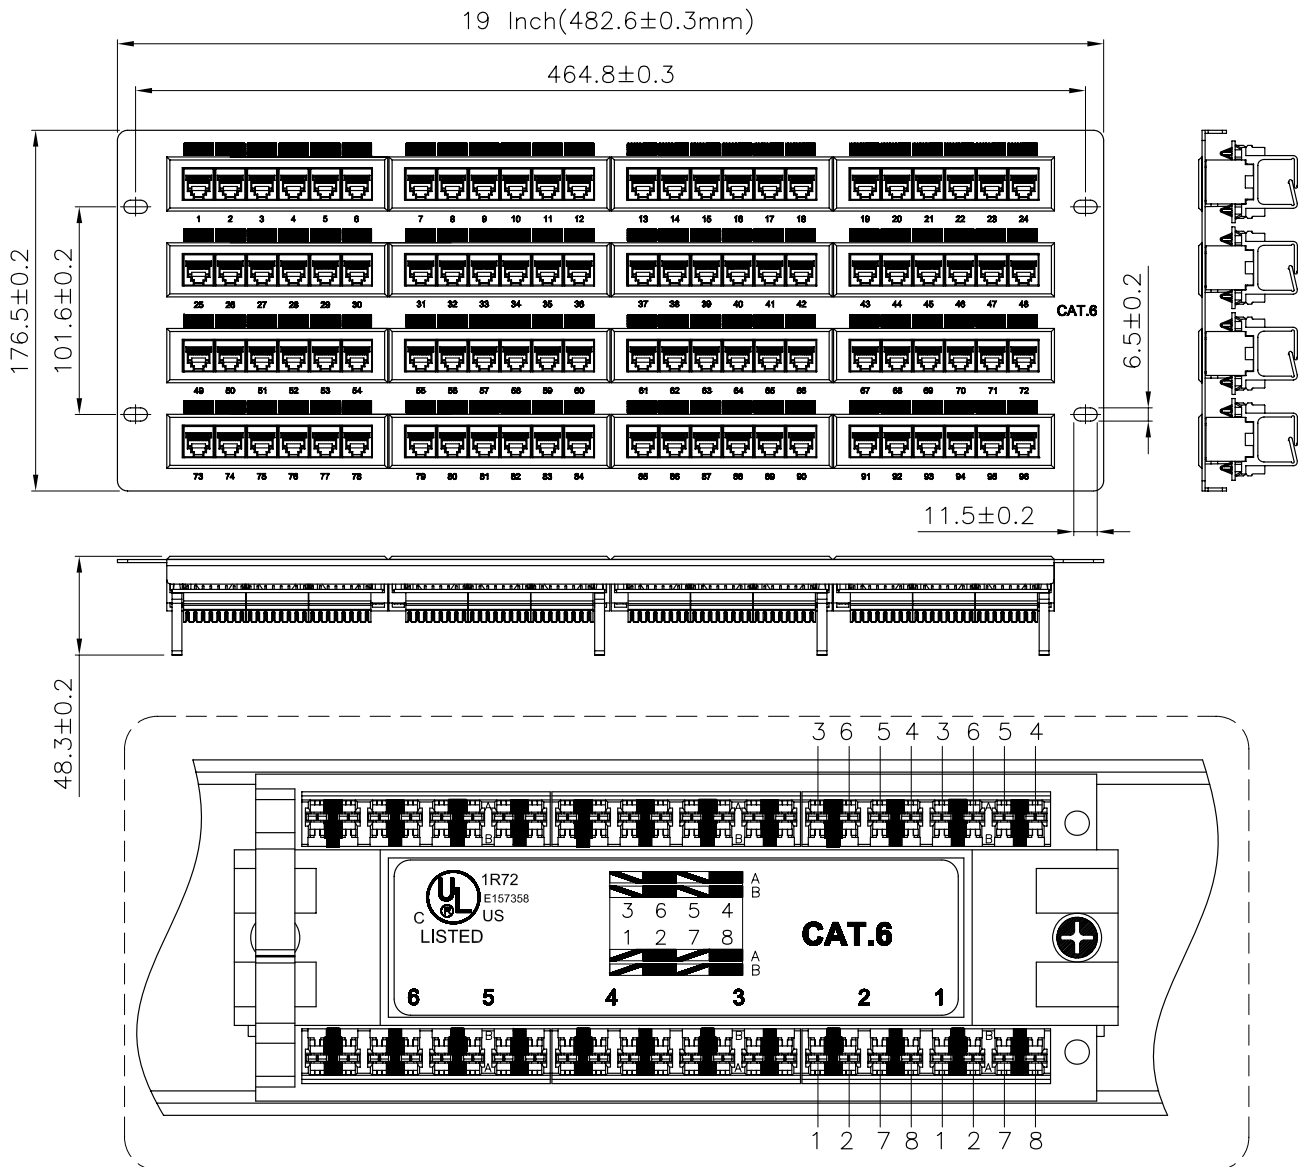 19 Inch(482.6±0.3mm)
464.8±0.3
176.5±0.2
101.6±0.2
1 2 3 4 5 6 7 8 9 10 11 12 13 14 15 16 17 18 19 20 21 22 23 24
25 26 27 28 29 30 31 32 33 34 35 36 37 38 39 40 41 42 43 44 45 46 47 48
CAT.6
6.5±0.2
49 50 51 52 53 54 55 56 57 58 59 60 61 62 63 64 65 66 67 68 69 70 71 72
73 74 75 76 77 78 79 80 81 82 83 84 85 86 87 88 89 90 91 92 93 94 95 96
11.5±0.2
48.3±0.2
3 6 5 4 3 6 5 4
A A A
B B B
UL ®
C US
LISTED
1R72
E157358
A
B
3 6 5 4
1 2 7 8
A
B
CAT.6
6 5 4 3 2 1
B B B
A A A
1 2 7 8 1 2 7 8